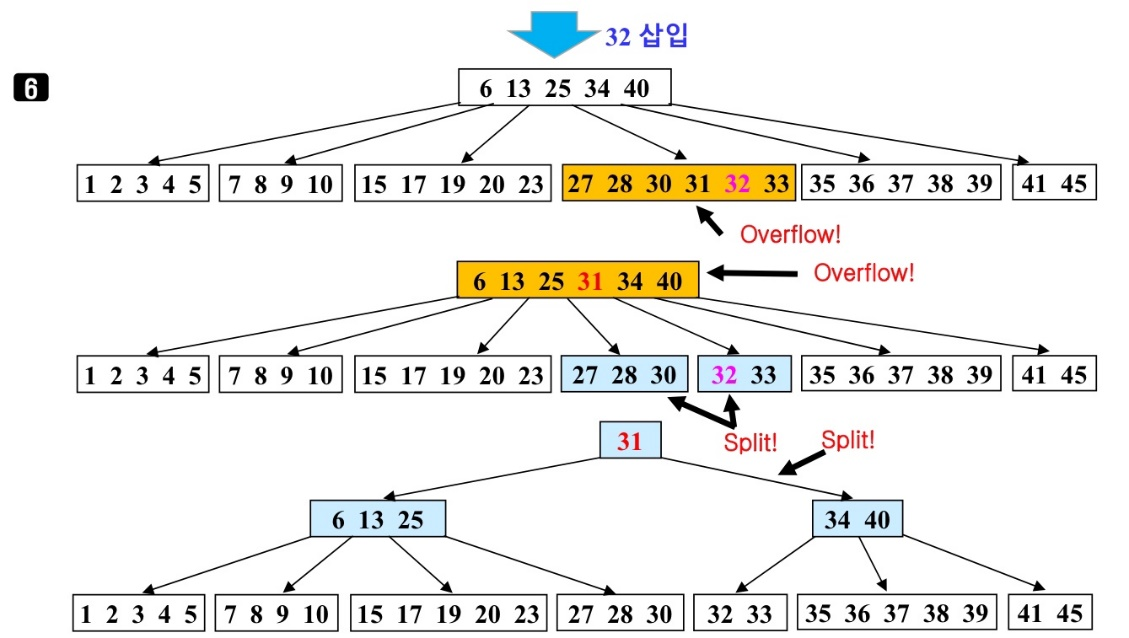 32 삽입
6
6 13 25 34 40
1 2 3 4 5 7 8 9 10 15 17 19 20 23 27 28 30 31 32 33 35 36 37 38 39 41 45
Overflow!
6 13 25 31 34 40 Overflow!
1 2 3 4 5 7 8 9 10 15 17 19 20 23 27 28 30 32 33 35 36 37 38 39 41 45
31 Split! Split!
6 13 25 34 40
1 2 3 4 5 7 8 9 10 15 17 19 20 23 27 28 30 32 33 35 36 37 38 39 41 45